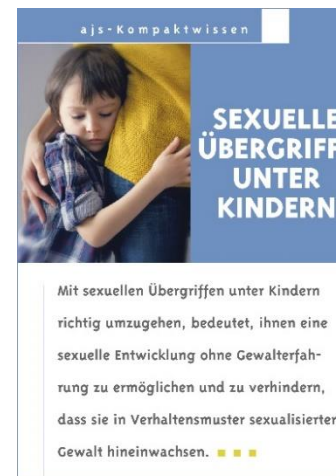 ajs-Kompaktwissen
SEXUELLE
ÜBERGRIFF
UNTER
KINDERN
Mit sexuellen Übergriffen unter Kindern
richtig umzugehen, bedeutet, ihnen eine
sexuelle Entwicklung ohne Gewalterfah-
rung zu ermöglichen und zu verhindern,
dass sie in Verhaltensmuster sexualisierter
Gewalt hineinwachsen.